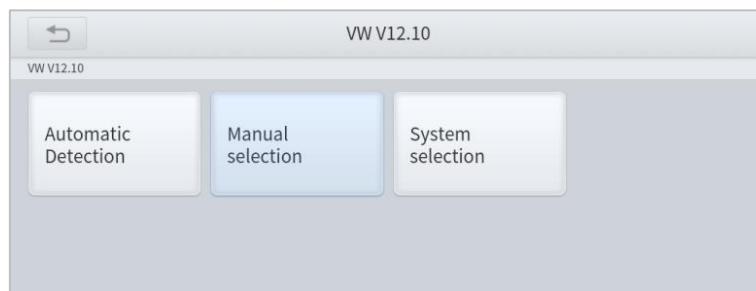 VW V12.10
VW V12.10
Automatic
Detection
Manual
selection
System
selection